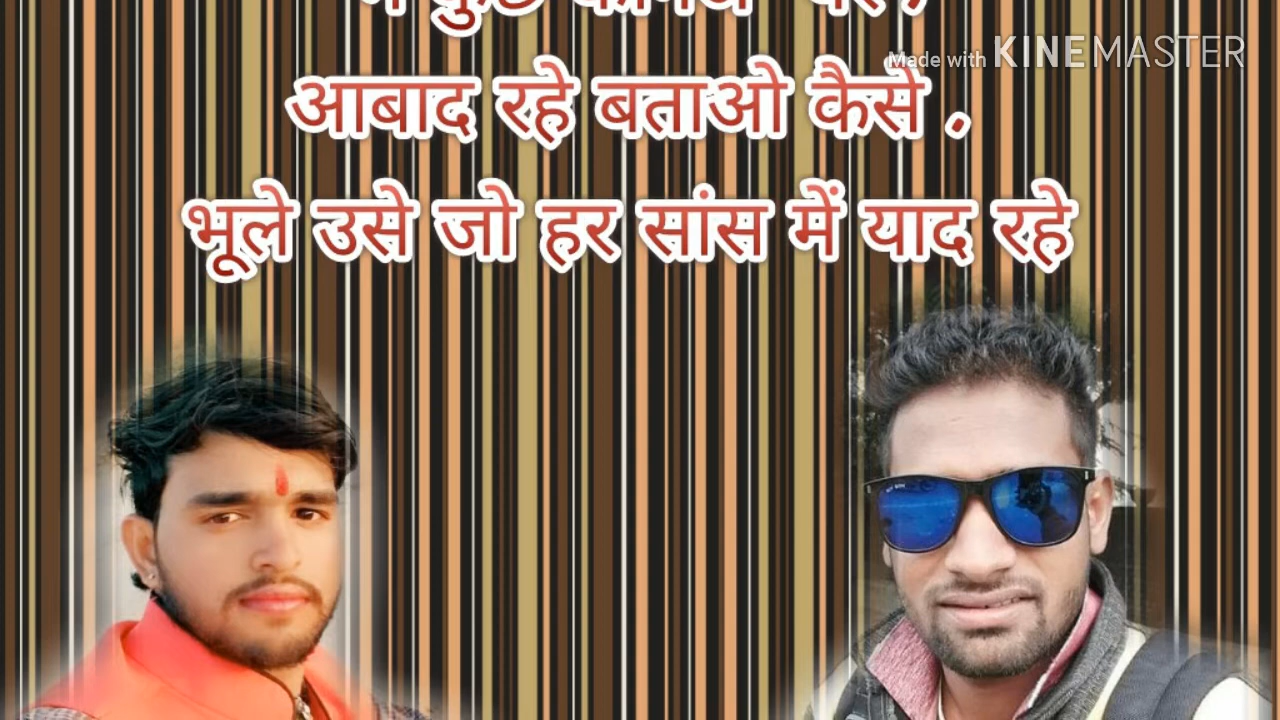 Made with KINEMASTER
आबाद रहे बताओ कैसे .
भूले उसे जो हर सांस में याद रहे